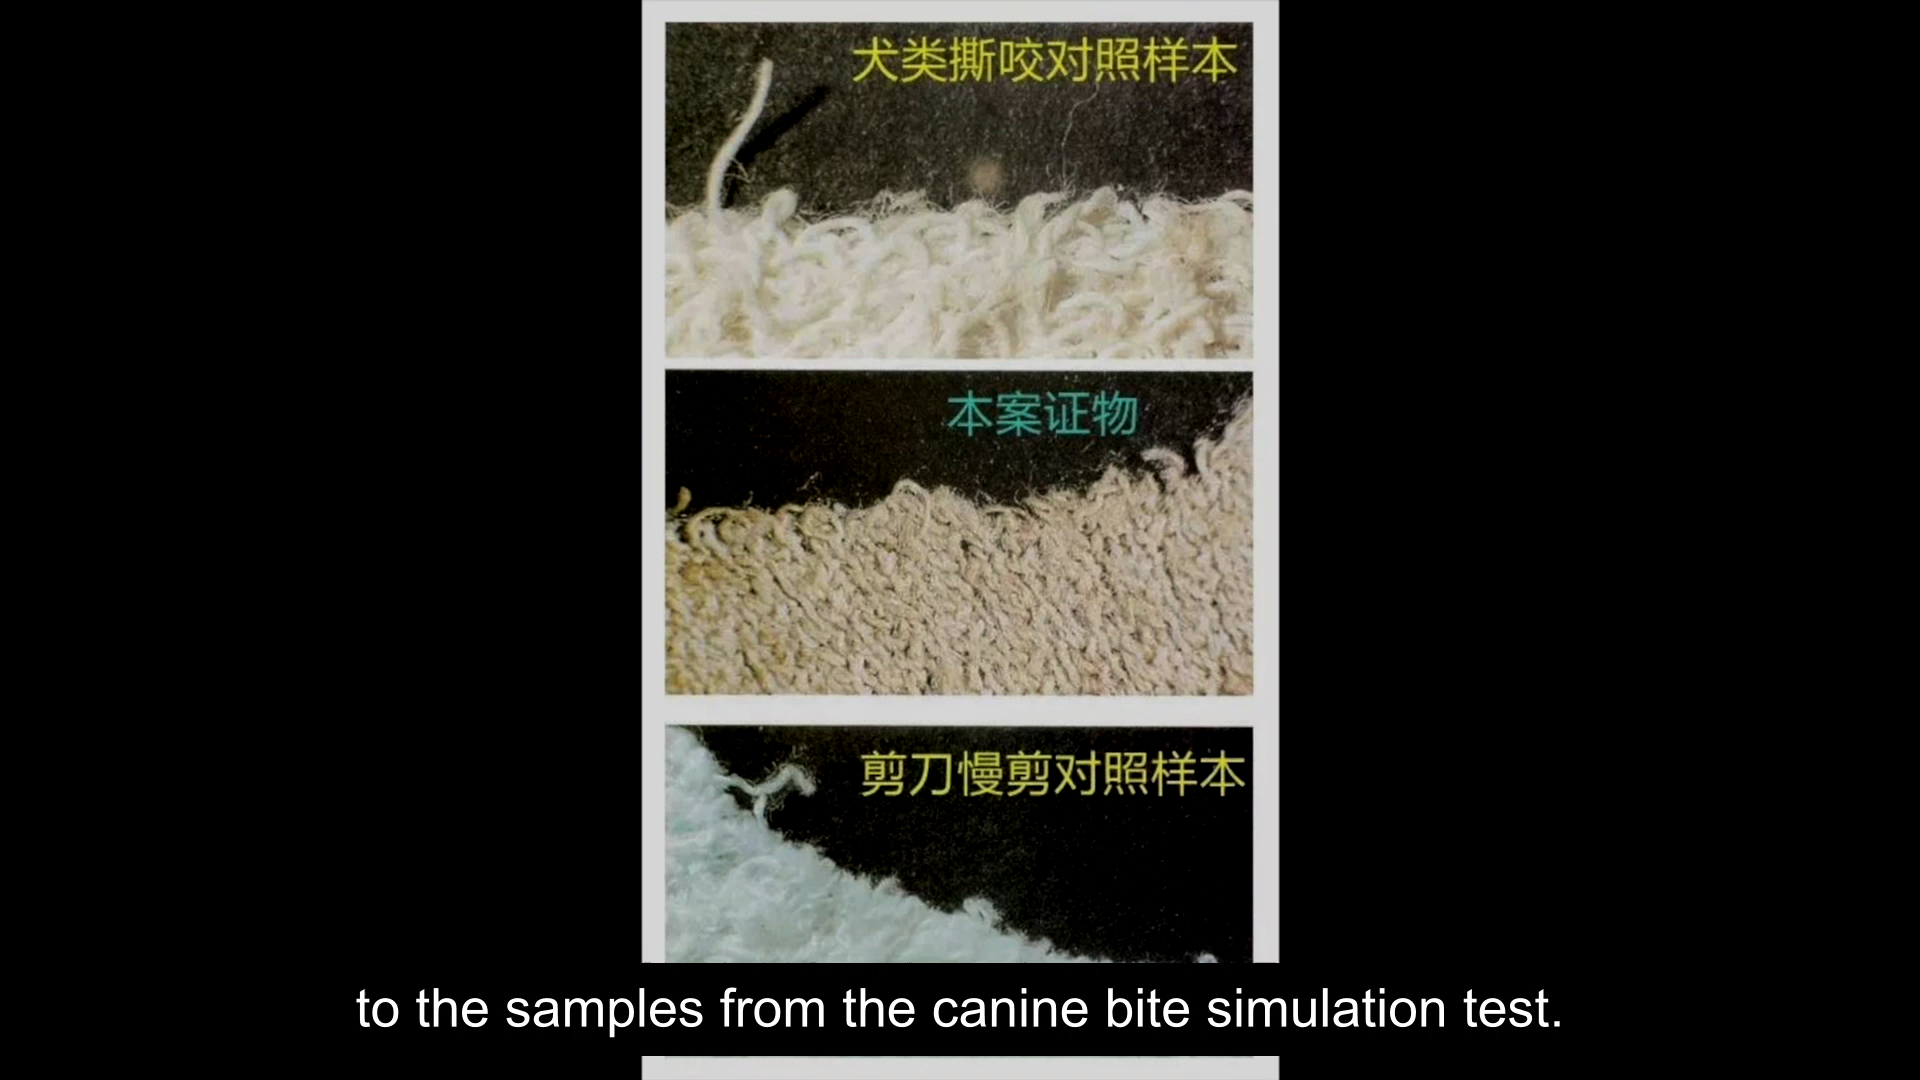 犬类撕咬对照样本
本案证物
剪刀慢剪对照样本
to the samples from the canine bite simulation test.